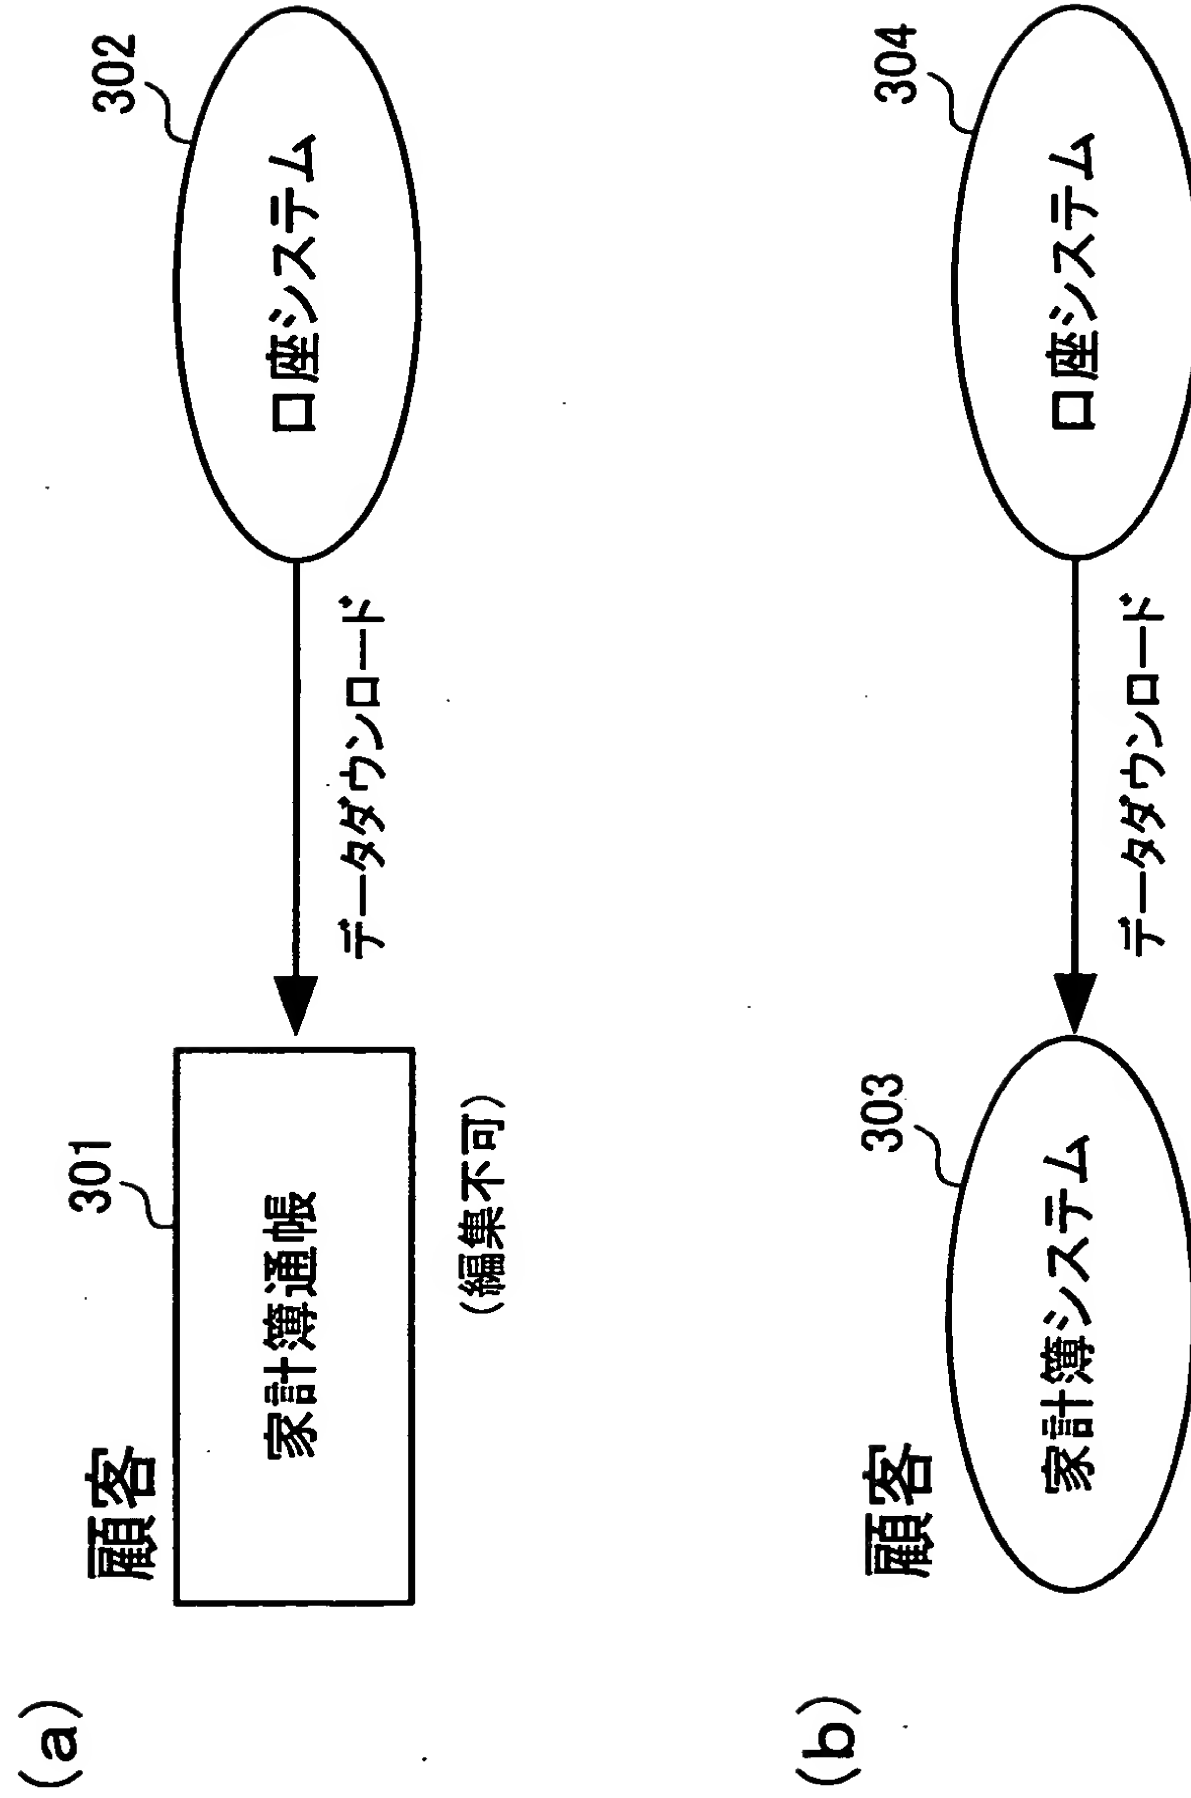 (a)
顧客
301
家計簿通帳
(編集不可)
データダウンロード
302
口座システム
(b)
顧客
303
家計簿システム
データダウンロード
304
口座システム